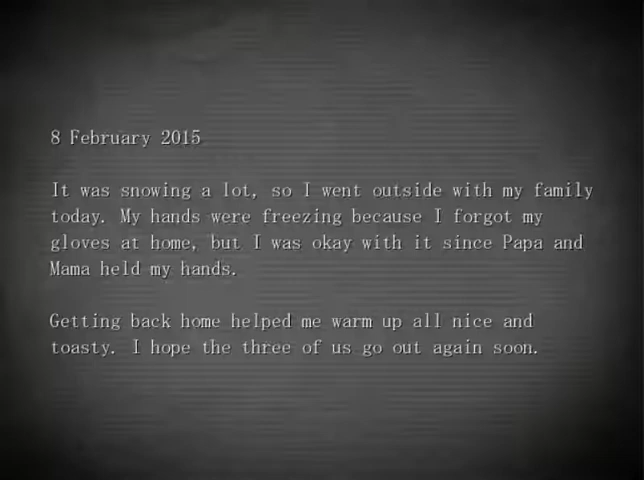 8 February 2015
It was snowing a lot, so I went outside with my family
today. My hands were freezing because I forgot my
gloves at home, but I was okay with it since Papa and
Mama held my hands.
Getting back home helped me warm up all nice and
toasty. I hope the three of us go out again soon.